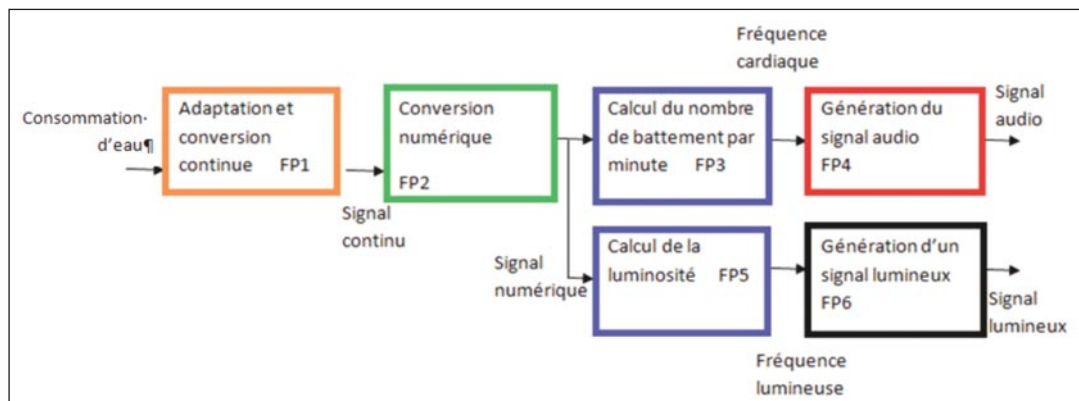 Fréquence
cardiaque
Consommation·
d'eau¶
Adaptation et
conversion
continue FP1
Signal
continu
Conversion
numérique
FP2
Signal
numérique
Calcul du nombre
de battement par
minute FP3
Génération du
signal audio
FP4
Signal
audio
Calcul de la
luminosité FP5
Génération d'un
signal lumineux
FP6
Signal
lumineux
Fréquence
lumineuse